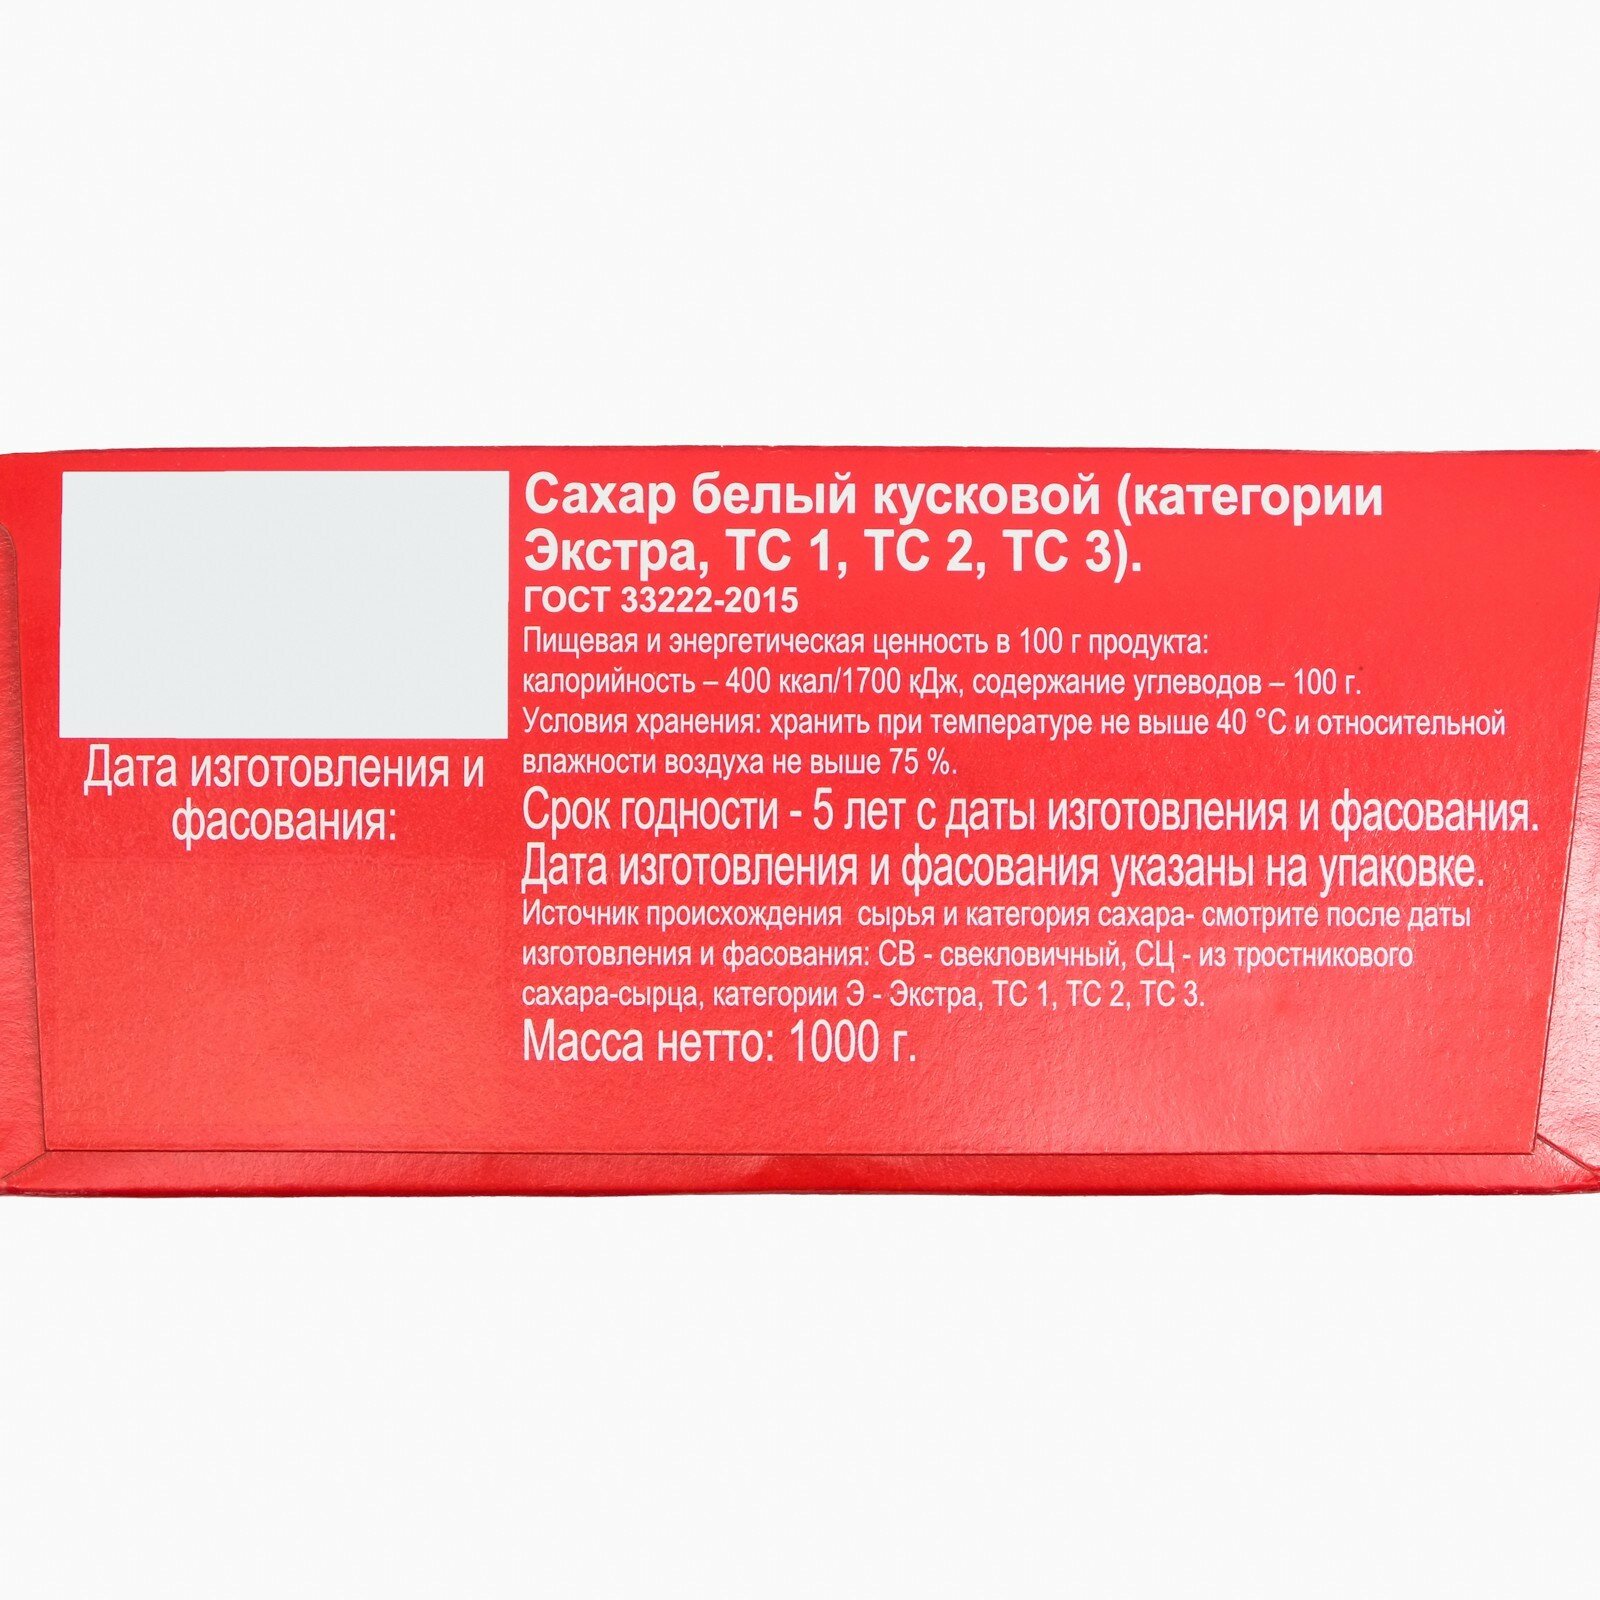 Сахар белый кусковой (категории
Экстра, ТС 1, ТС 2, ТС 3).
ГОСТ 33222-2015
Пищевая и энергетическая ценность в 100 г продукта:
калорийность – 400 ккал/1700 кДж, содержание углеводов – 100 г.
Условия хранения: хранить при температуре не выше 40 °С и относительной
влажности воздуха не выше 75 %.
Срок годности - 5 лет с даты изготовления и фасования.
Дата изготовления и фасования указаны на упаковке.
Источник происхождения сырья и категория сахара- смотрите после даты
изготовления и фасования: СВ - свекловичный, СЦ - из тростникового
сахара-сырца, категории Э - Экстра, ТС 1, ТС 2, ТС 3.
Масса нетто: 1000 г.
Дата изготовления и
фасования: